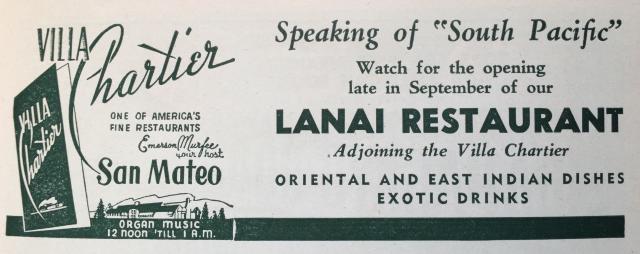 VILLA
Chartier
VILLA
Chartier
ONE OF AMERICA'S
FINE RESTAURANTS
Emerson Murfee
your host
San Mateo
ORGAN MUSIC
12 NOON 'TILL 1 A.M.
Speaking of "South Pacific"
Watch for the opening
late in September of our
LANAI RESTAURANT
Adjoining the Villa Chartier
ORIENTAL AND EAST INDIAN DISHES
EXOTIC DRINKS